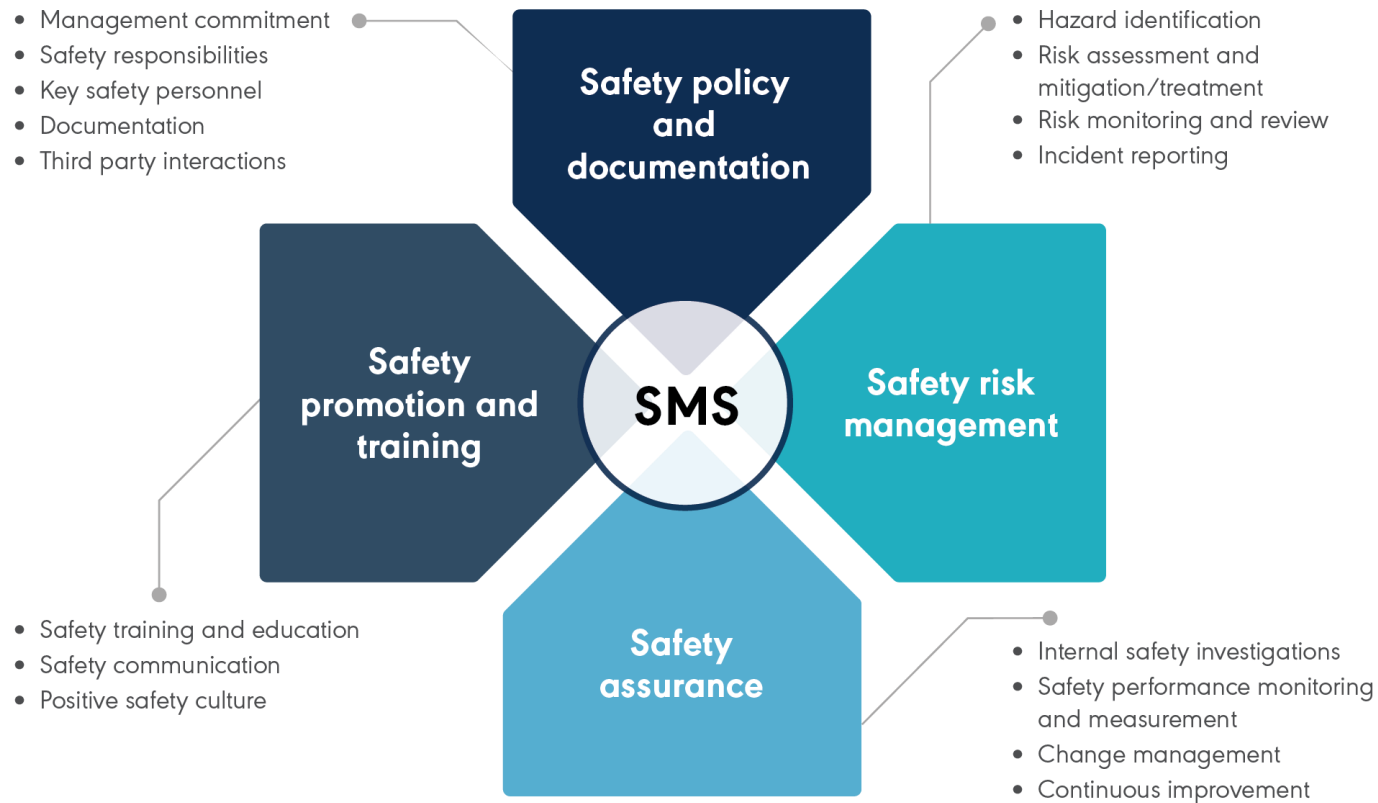 • Management commitment
• Safety responsibilities
• Key safety personnel
• Documentation
• Third party interactions
Safety policy
and
documentation
• Hazard identification
• Risk assessment and
mitigation/treatment
• Risk monitoring and review
• Incident reporting
Safety
promotion and
training
SMS
Safety risk
management
• Safety training and education
• Safety communication
• Positive safety culture
Safety
assurance
• Internal safety investigations
• Safety performance monitoring
and measurement
• Change management
• Continuous improvement